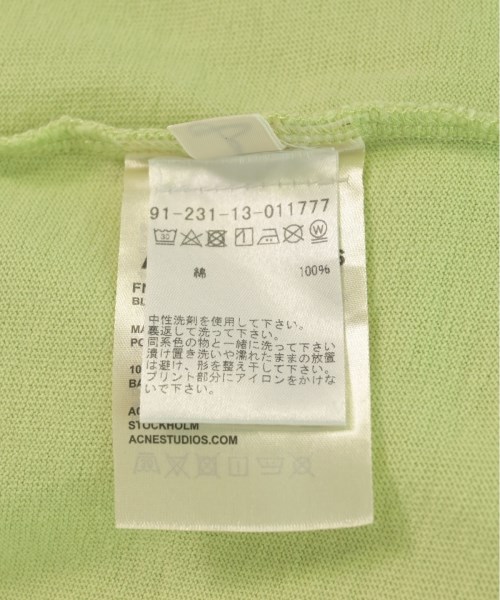 91-231-13-011777
綿 100%
中性洗剤を使用して下さい。
裏返して洗って下さい。
同系色の物と一緒に洗って下さい
漬け置き洗いや濡れたままの放置
は避け、形を整え干して下さい。
プリント部分にアイロンをかけな
いで下さい。
STOCKHOLM
ACNESTUDIOS.COM